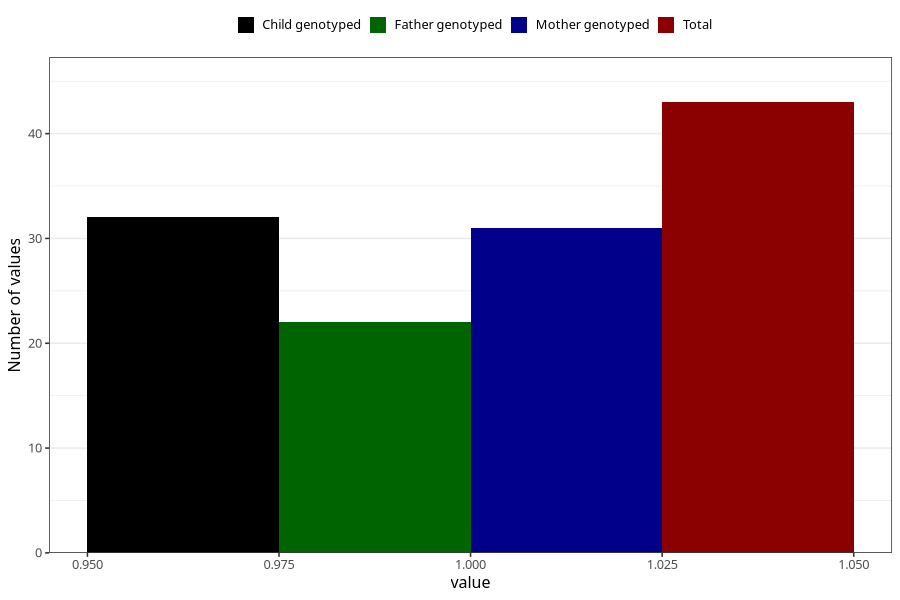 Child genotyped Father genotyped Mother genotyped Total
Number of values
40
30
20
10
0
0.950 0.975 1.000 1.025 1.050
value